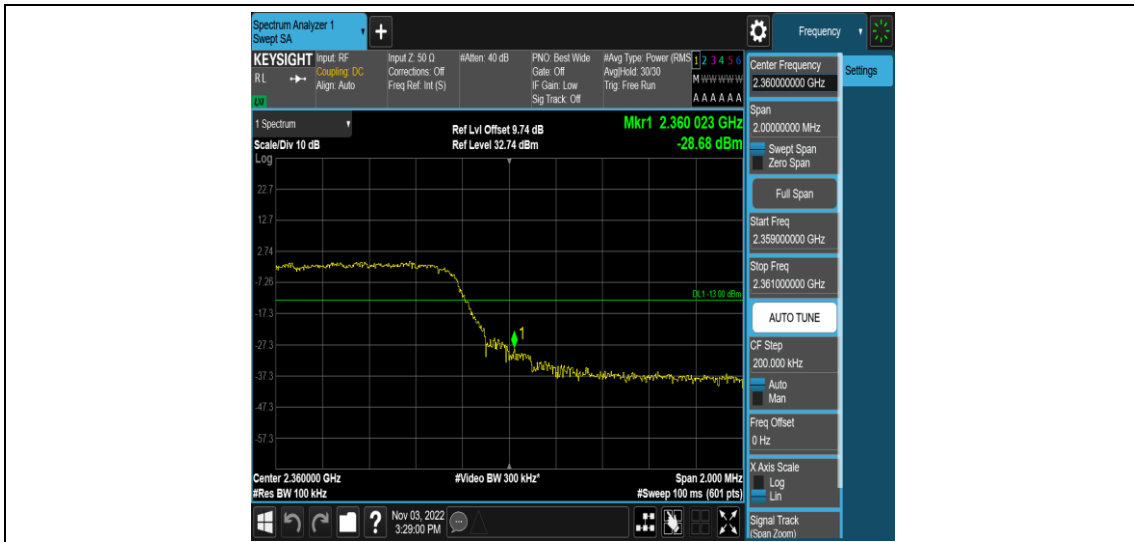 Spectrum Analyzer 1
Swept SA
+
Frequency
KEYSIGHT
RL
LXI
Input: RF
Coupling: DC
Align: Auto
Input Z: 50 Ω
Corrections: Off
Freq Ref: Int (S)
#Atten: 40 dB
PNO: Best Wide
Gate: Off
IF Gain: Low
Sig Track: Off
#Avg Type: Power (RMS
Avg|Hold: 30/30
Trig: Free Run
1 2 3 4 5 6
M W W W W W
A A A A A A
1 Spectrum
Scale/Div 10 dB
Log
Ref Lvl Offset 9.74 dB
Ref Level 32.74 dBm
Mkr1 2.360 023 GHz
-28.68 dBm
22.7
12.7
2.74
-7.26
-17.3
-27.3
-37.3
-47.3
-57.3
DL1 -13.00 dBm
1
Center 2.360000 GHz
#Res BW 100 kHz
#Video BW 300 kHz*
Span 2.000 MHz
#Sweep 100 ms (601 pts)
?
Nov 03, 2022
3:29:00 PM
Center Frequency
2.360000000 GHz
Span
2.00000000 MHz
Swept Span
Zero Span
Full Span
Start Freq
2.359000000 GHz
Stop Freq
2.361000000 GHz
AUTO TUNE
CF Step
200.000 kHz
Auto
Man
Freq Offset
0 Hz
X Axis Scale
Log
Lin
Signal Track
(Span Zoom)
Settings